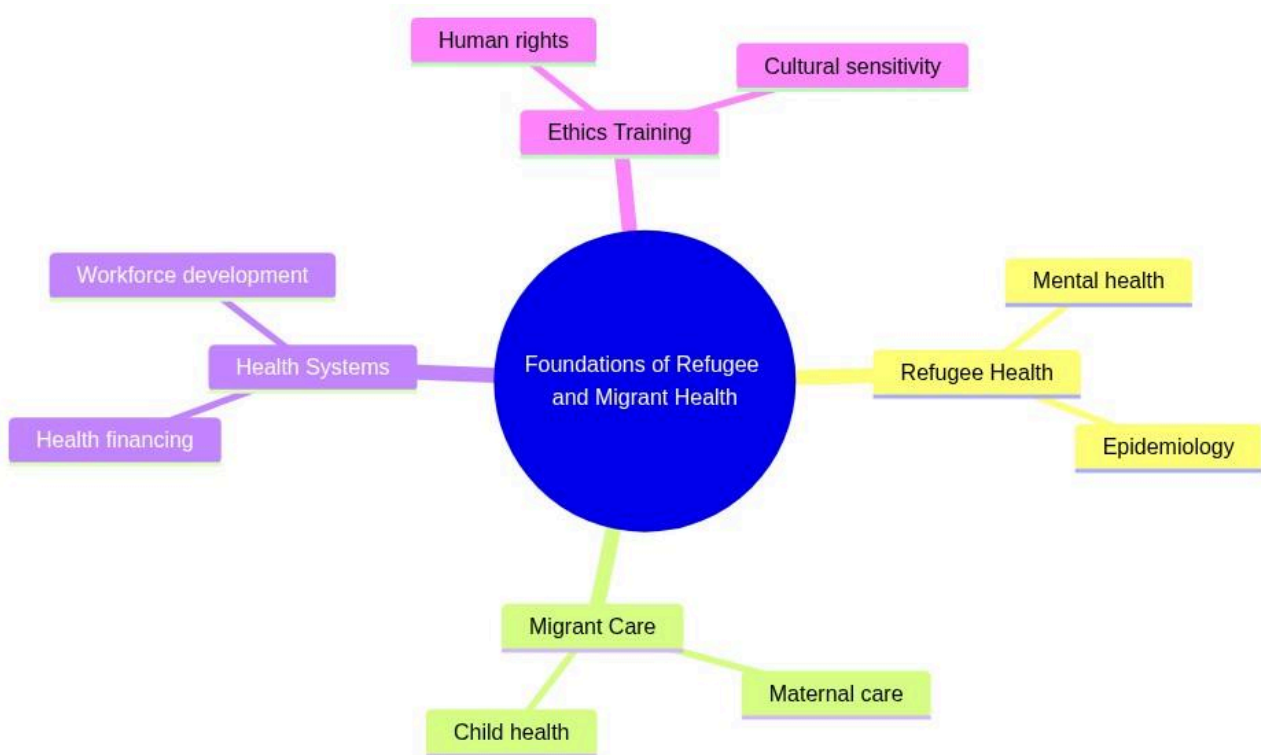 Human rights
Cultural sensitivity
Ethics Training
Workforce development
Mental health
Health Systems
Foundations of Refugee
and Migrant Health
Refugee Health
Health financing
Epidemiology
Migrant Care
Maternal care
Child health